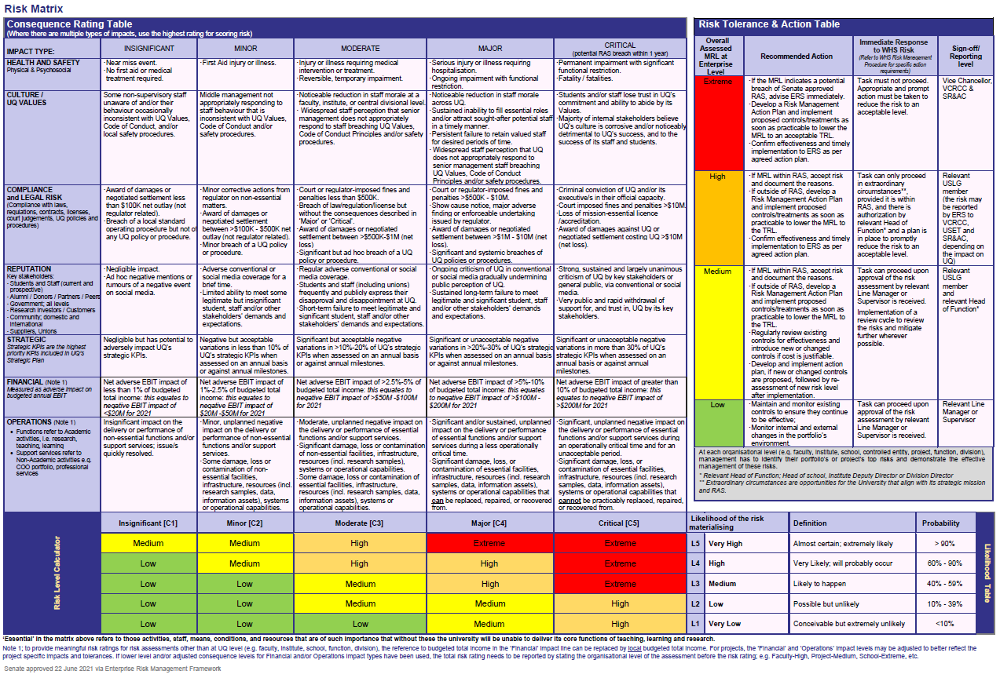 Risk Matrix
Consequence Rating Table
(Where there are multiple types of impacts, use the highest rating for scoring risk)
IMPACT TYPE:
INSIGNIFICANT
MINOR
MODERATE
MAJOR
CRITICAL
(potential RAS breach within 1 year)
HEALTH AND SAFETY
Physical & Psychosocial
·Near miss event.
·No first aid or medical
treatment required.
·First Aid injury or illness.
·Injury or illness requiring medical
intervention or treatment.
·Reversible, temporary impairment.
·Serious injury or illness requiring
hospitalisation.
·Ongoing impairment with functional
restriction.
·Permanent impairment with significant
functional restriction.
·Fatality / fatalities.
CULTURE /
UQ VALUES
Some non-supervisory staff
unaware of and/or their
behaviour occasionally
inconsistent with UQ Values,
Code of Conduct, and/or
local safety procedures.
Middle management not
appropriately responding to
staff behaviour that is
inconsistent with UQ Values,
Code of Conduct and/or
safety procedures.
·Noticeable reduction in staff morale at a
faculty, institute, or central divisional level.
· Widespread staff perception that senior
management does not appropriately
respond to staff breaching UQ Values,
Code of Conduct Principles and/or safety
procedures.
·Noticeable reduction in staff morale
across UQ.
·Sustained inability to fill essential roles
and/or attract sought-after potential staff
in a timely manner.
·Persistent failure to retain valued staff
for desired periods of time.
· Widespread staff perception that UQ
does not appropriately respond to
senior management staff breaching
UQ Values, Code of Conduct
Principles and/or safety procedures.
·Students and/or staff lose trust in UQ's
commitment and ability to abide by its
Values.
·Majority of internal stakeholders believe
UQ's culture is corrosive and/or noticeably
detrimental to UQ's success, and to the
success of its staff and students.
COMPLIANCE
and LEGAL RISK
(Compliance with laws,
regulations, contracts, licenses,
court judgements, UQ policies and
procedures)
·Award of damages or
negotiated settlement less
than $100K net outlay (not
regulator related).
·Breach of a local standard
operating procedure but not of
any UQ policy or procedure.
·Minor corrective actions from
regulator on non-essential
matters.
·Award of damages or
negotiated settlement
between >$100K - $500K net
outlay (not regulator related).
·Minor breach of a UQ policy
or procedure.
·Court or regulator-imposed fines and
penalties less than $500K.
·Breach of law/regulation/license but
without the consequences described in
'Major' or 'Critical'.
·Award of damages or negotiated
settlement between >$500K-$1M (net
loss)
·Significant but ad hoc breach of a UQ
policy or procedure.
·Court or regulator-imposed fines and
penalties >$500K - $10M.
·Show cause notice, major adverse
finding or enforceable undertaking
issued by regulator.
·Award of damages or negotiated
settlement between >$1M - $10M (net
loss).
·Significant and systemic breaches of
UQ policies or procedures.
·Criminal conviction of UQ and/or its
executive/s in their official capacity.
·Court imposed fines and penalties >$10M.
·Loss of mission-essential licence
/accreditation.
·Award of damages against UQ or
negotiated settlement costing UQ >$10M
(net loss).
REPUTATION
Key stakeholders:
- Students and Staff (current and
prospective)
- Alumni / Donors / Partners / Peers
- Government; all levels
- Research Investors / Customers
- Community; domestic and
International
- Suppliers, Unions
·Negligible impact.
·Ad hoc negative mentions or
rumours of a negative event
on social media.
·Adverse conventional or
social media coverage for a
brief time.
·Limited ability to meet some
legitimate but insignificant
student, staff and/or other
stakeholders' demands and
expectations.
·Regular adverse conventional or social
media coverage.
·Students and staff (including unions)
frequently and publicly express their
disapproval and disappointment at UQ.
·Short-term failure to meet legitimate and
significant student, staff and/or other
stakeholders' demands and expectations.
·Ongoing criticism of UQ in conventional
or social media gradually undermining
public perception of UQ.
·Sustained long-term failure to meet
legitimate and significant student, staff
and/or other stakeholders' demands
and expectations.
·Strong, sustained and largely unanimous
criticism of UQ by key stakeholders or
general public, via conventional or social
media.
·Very public and rapid withdrawal of
support for, and trust in, UQ by its key
stakeholders.
STRATEGIC
Strategic KPIs are the highest
priority KPIs included in UQ's
Strategic Plan
Negligible but has potential to
adversely impact UQ's
strategic KPIs.
Negative but acceptable
variations in less than 10% of
UQ's strategic KPIs when
assessed on an annual basis
or against annual milestones.
Significant but acceptable negative
variations in >10%-20% of UQ's strategic
KPIs when assessed on an annual basis
or against annual milestones.
Significant or unacceptable negative
variations in >20%-30% of UQ's strategic
KPIs when assessed on an annual basis
or against annual milestones.
Critical or unacceptable negative
variations in more than 30% of UQ's
strategic KPIs when assessed on an
annual basis or against annual
milestones.
FINANCIAL (Note 1)
Measured as adverse impact on
budgeted annual EBIT
Net adverse EBIT impact of
less than 1% of budgeted
total income: this equates to
negative EBIT impact of
<$20M for 2021
Net adverse EBIT impact of
1%-2.5% of budgeted total
income: this equates to
negative EBIT impact of
$20M -$50M for 2021
Net adverse EBIT impact of >2.5%-5% of
budgeted total income: this equates to
negative EBIT impact of >$50M -$100M
for 2021
Net adverse EBIT impact of >5%-10%
of budgeted total income: this equates
to negative EBIT impact of >$100M -
$200M for 2021
Net adverse EBIT impact of greater than
10% of budgeted total income: this
equates to negative EBIT impact of
>$200M for 2021
OPERATIONS (Note 1)
• Functions refer to Academic
activities, i.e. research,
teaching, learning
• Support services refer to
Non-Academic activities e.g.
COO portfolio, professional
services
Insignificant impact on the
delivery or performance of
non-essential functions and/or
support services; issue/s
quickly resolved.
·Minor, unplanned negative
impact on the delivery or
performance of non-essential
functions and/or support
services.
·Some damage, loss or
contamination of non-
essential facilities,
infrastructure, resources (incl.
research samples, data,
information assets), systems
or operational capabilities.
·Moderate, unplanned negative impact on
the delivery or performance of essential
functions and/or support services.
·Significant damage, loss or contamination
of non-essential facilities, infrastructure,
resources (incl. research samples, data,
information assets), systems or operational capabilities.
·Some damage, loss or contamination of
essential facilities, infrastructure,
resources (incl. research samples, data,
information assets), systems or
operational capabilities.
·Significant and/or sustained, unplanned
impact on the delivery or performance
of essential functions and/or support
services during a less operationally
critical time.
·Significant damage, loss, or
contamination of essential facilities,
infrastructure, resources (incl. research
samples, data, information assets),
systems or operational capabilities that
can be replaced, repaired, or recovered
from.
·Significant, unplanned negative impact on
the delivery or performance of essential
functions and/or support services during
an operationally critical time and for an
unacceptable period.
·Significant damage, loss, or
contamination of essential facilities,
infrastructure, resources (incl. research
samples, data, information assets),
systems or operational capabilities that
cannot be practicably replaced, repaired,
or recovered from.
Risk Tolerance & Action Table
Overall
Assessed
MRL at
Enterprise
Level
Recommended Action
Immediate Response
to WHS Risk
(Refer to WHS Risk Management
Procedure for specific action
requirements)
Sign-off/
Reporting
level
Extreme
·If the MRL indicates a potential
breach of Senate approved
RAS, advise ERS immediately.
·Develop a Risk Management
Action Plan and implement
proposed controls/treatments as
soon as practicable to lower the
MRL to an acceptable TRL.
·Confirm effectiveness and timely
implementation to ERS as per
agreed action plan.
Task must not proceed.
Appropriate and prompt
action must be taken to
reduce the risk to an
acceptable level.
Vice Chancellor,
VCRCC &
SR&AC
High
·If MRL within RAS, accept risk
and document the reasons.
·If outside of RAS, develop a
Risk Management Action Plan
and implement proposed
controls/treatments as soon as
practicable to lower the MRL to
the TRL.
·Confirm effectiveness and timely
implementation to ERS as per
agreed action plan.
Task can only proceed
in extraordinary
circumstances**,
provided it is within
RAS, and there is
authorization by
relevant Head of
Function* and a plan is
in place to promptly
reduce the risk to an
acceptable level.
Relevant
USLG
member
(the risk may
be reported
by ERS to
VCRCC,
USET and
SR&AC,
depending on
the impact on
UQ)
Medium
·If MRL within RAS, accept risk
and document the reasons.
·If outside of RAS, develop a
Risk Management Action Plan
and implement proposed
controls/treatments as soon as
practicable to lower the MRL to
the TRL.
·Regularly review existing
controls for effectiveness and
introduce new or changed
controls if cost is justifiable.
·Develop and implement action
plan, if new or changed controls
are proposed, followed by re-
assessment of new risk level
after implementation.
Task can proceed upon
approval of the risk
assessment by relevant
Line Manager or
Supervisor is received.
Implementation of a
review cycle to review
the risks and mitigate
further wherever
possible.
Relevant
USLG
member
and
relevant Head
of Function*
Low
·Maintain and monitor existing
controls to ensure they continue
to be effective;
·Monitor internal and external
changes in the portfolio's
environment.
Task can proceed upon
approval of the risk
assessment by relevant
Line Manager or
Supervisor is received.
Relevant Line
Manager or
Supervisor
At each organisational level (e.g. faculty, institute, school, controlled entity, project, function, division),
management has to identify their portfolio's or project's top risks and demonstrate the effective
management of these risks.
* Relevant Head of Function; Head of school, Institute Deputy Director or Division Director
** Extraordinary circumstances are opportunities for the University that align with its strategic mission
and RAS.
Risk Level Calculator
Insignificant [C1]
Minor [C2]
Moderate [C3]
Major [C4]
Critical [C5]
Likelihood of the risk
materialising
Definition
Probability
Medium
Medium
High
Extreme
Extreme
L5
Very High
Almost certain; extremely likely
> 90%
Low
Medium
High
High
Extreme
L4
High
Very Likely; will probably occur
60% - 90%
Low
Low
Medium
High
Extreme
L3
Medium
Likely to happen
40% - 59%
Low
Low
Medium
Medium
High
L2
Low
Possible but unlikely
10% - 39%
Low
Low
Low
Medium
High
L1
Very Low
Conceivable but extremely unlikely
<10%
Likelihood Table
'Essential' in the matrix above refers to those activities, staff, means, conditions, and resources that are of such importance that without these the university will be unable to deliver its core functions of teaching, learning and research.
Note 1; to provide meaningful risk ratings for risk assessments other than at UQ level (e.g. faculty, institute, school, function, division), the reference to budgeted total income in the 'Financial' impact line can be replaced by local budgeted total income. For projects, the 'Financial' and 'Operations' impact levels may be adjusted to better reflect the
project specific impacts and tolerances. If lower level and/or adjusted consequence levels for Financial and/or Operations impact types have been used, the total risk rating needs to be reported by stating the organisational level of the assessment before the risk rating; e.g. Faculty-High, Project-Medium, School-Extreme, etc.
Senate approved 22 June 2021 via Enterprise Risk Management Framework